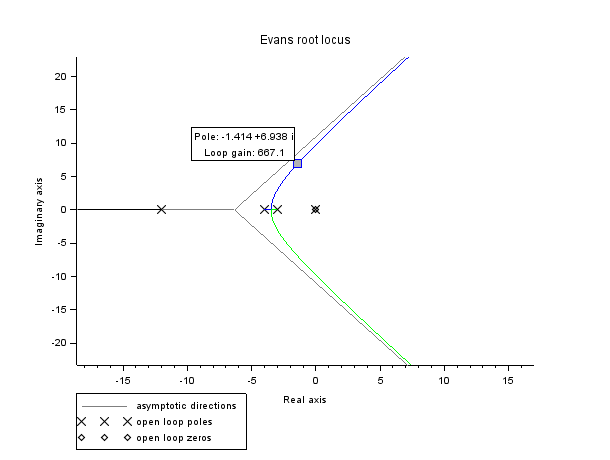 Evans root locus
20
15
10
5
0
-5
-10
-15
-20
Imaginary axis
Pole: -1.414 +6.938 i
Loop gain: 667.1
-15 -10 -5 0 5 10 15
Real axis
asymptotic directions
open loop poles
open loop zeros